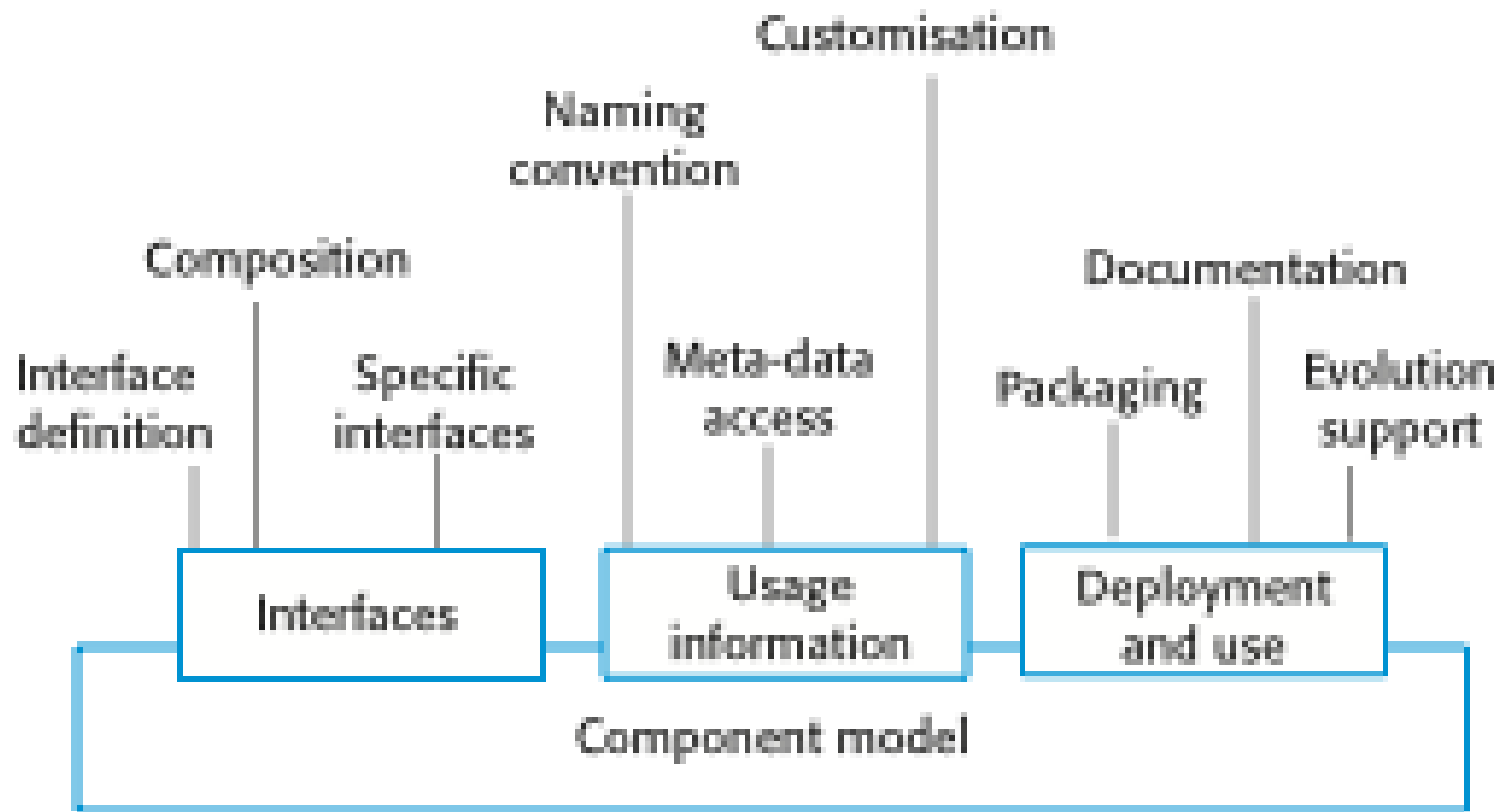 Customisation
Naming
convention
Composition
Documentation
Interface
definition
Specific
interfaces
Meta-data
access
Packaging
Evolution
support
Interfaces
Usage
information
Deployment
and use
Component model